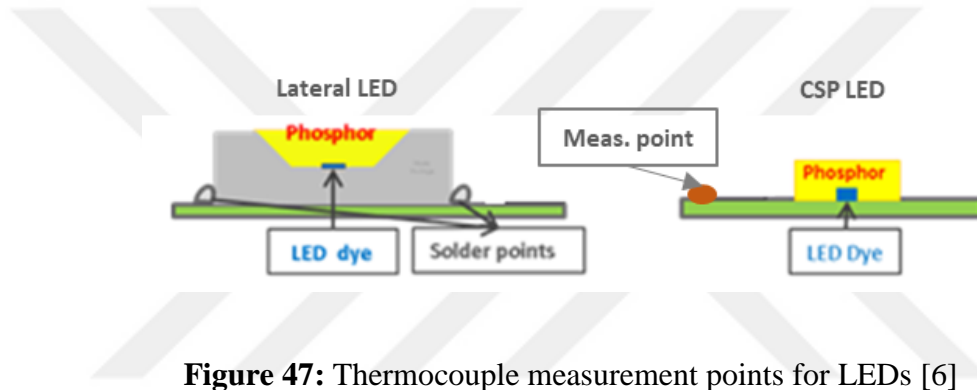 Lateral LED
CSP LED
Phosphor
Meas. point
Phosphor
LED dye
Solder points
LED Dye
Figure 47: Thermocouple measurement points for LEDs [6]